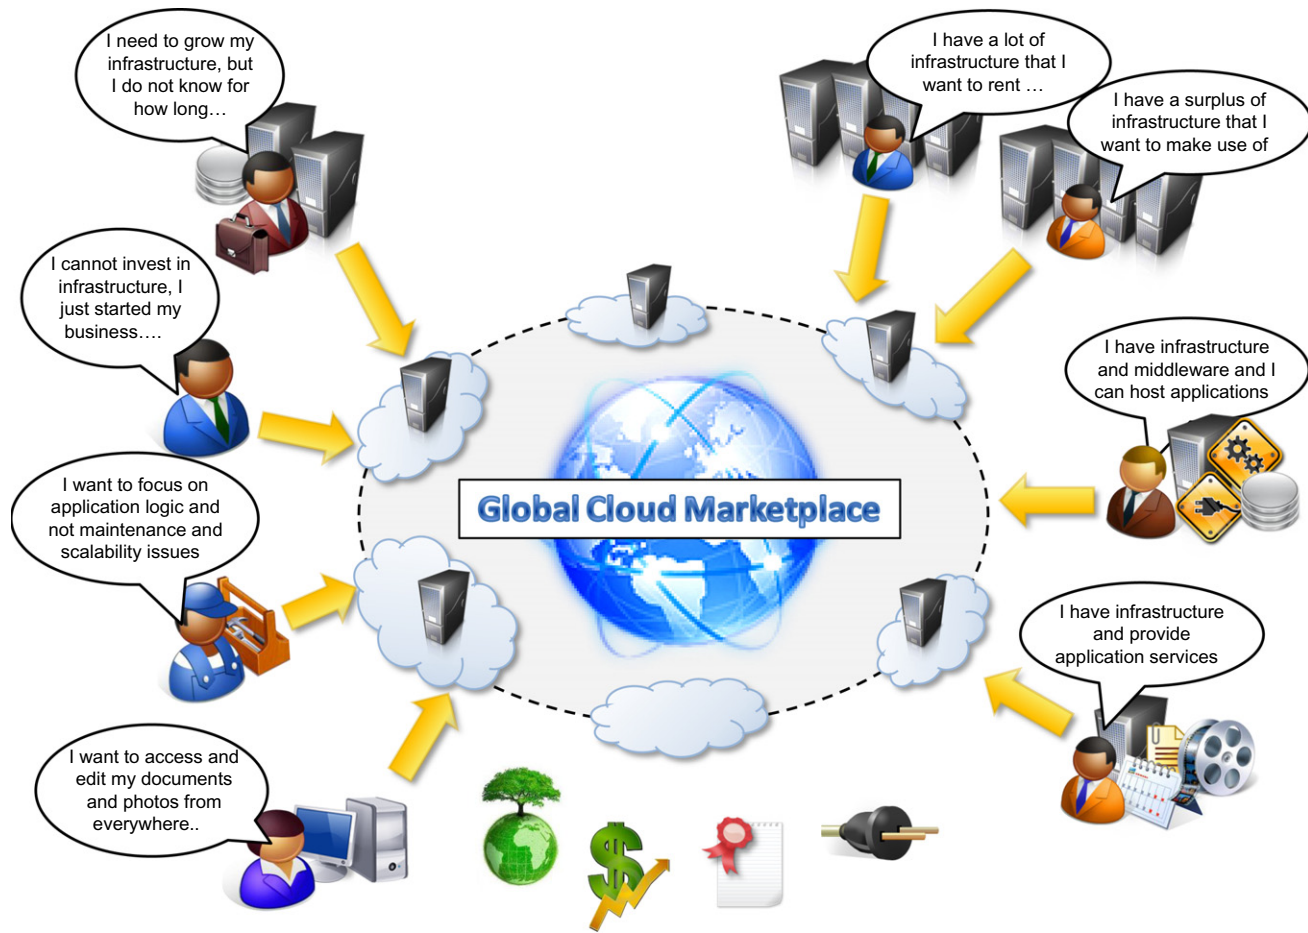 I need to grow my
infrastructure, but
I do not know for
how long…
I have a lot of
infrastructure that I
want to rent …
I have a surplus of
infrastructure that I
want to make use of
I cannot invest in
infrastructure, I
just started my
business….
I have infrastructure
and middleware and I
can host applications
I want to focus on
application logic and
not maintenance and
scalability issues
Global Cloud Marketplace
I have infrastructure
and provide
application services
I want to access and
edit my documents
and photos from
everywhere..